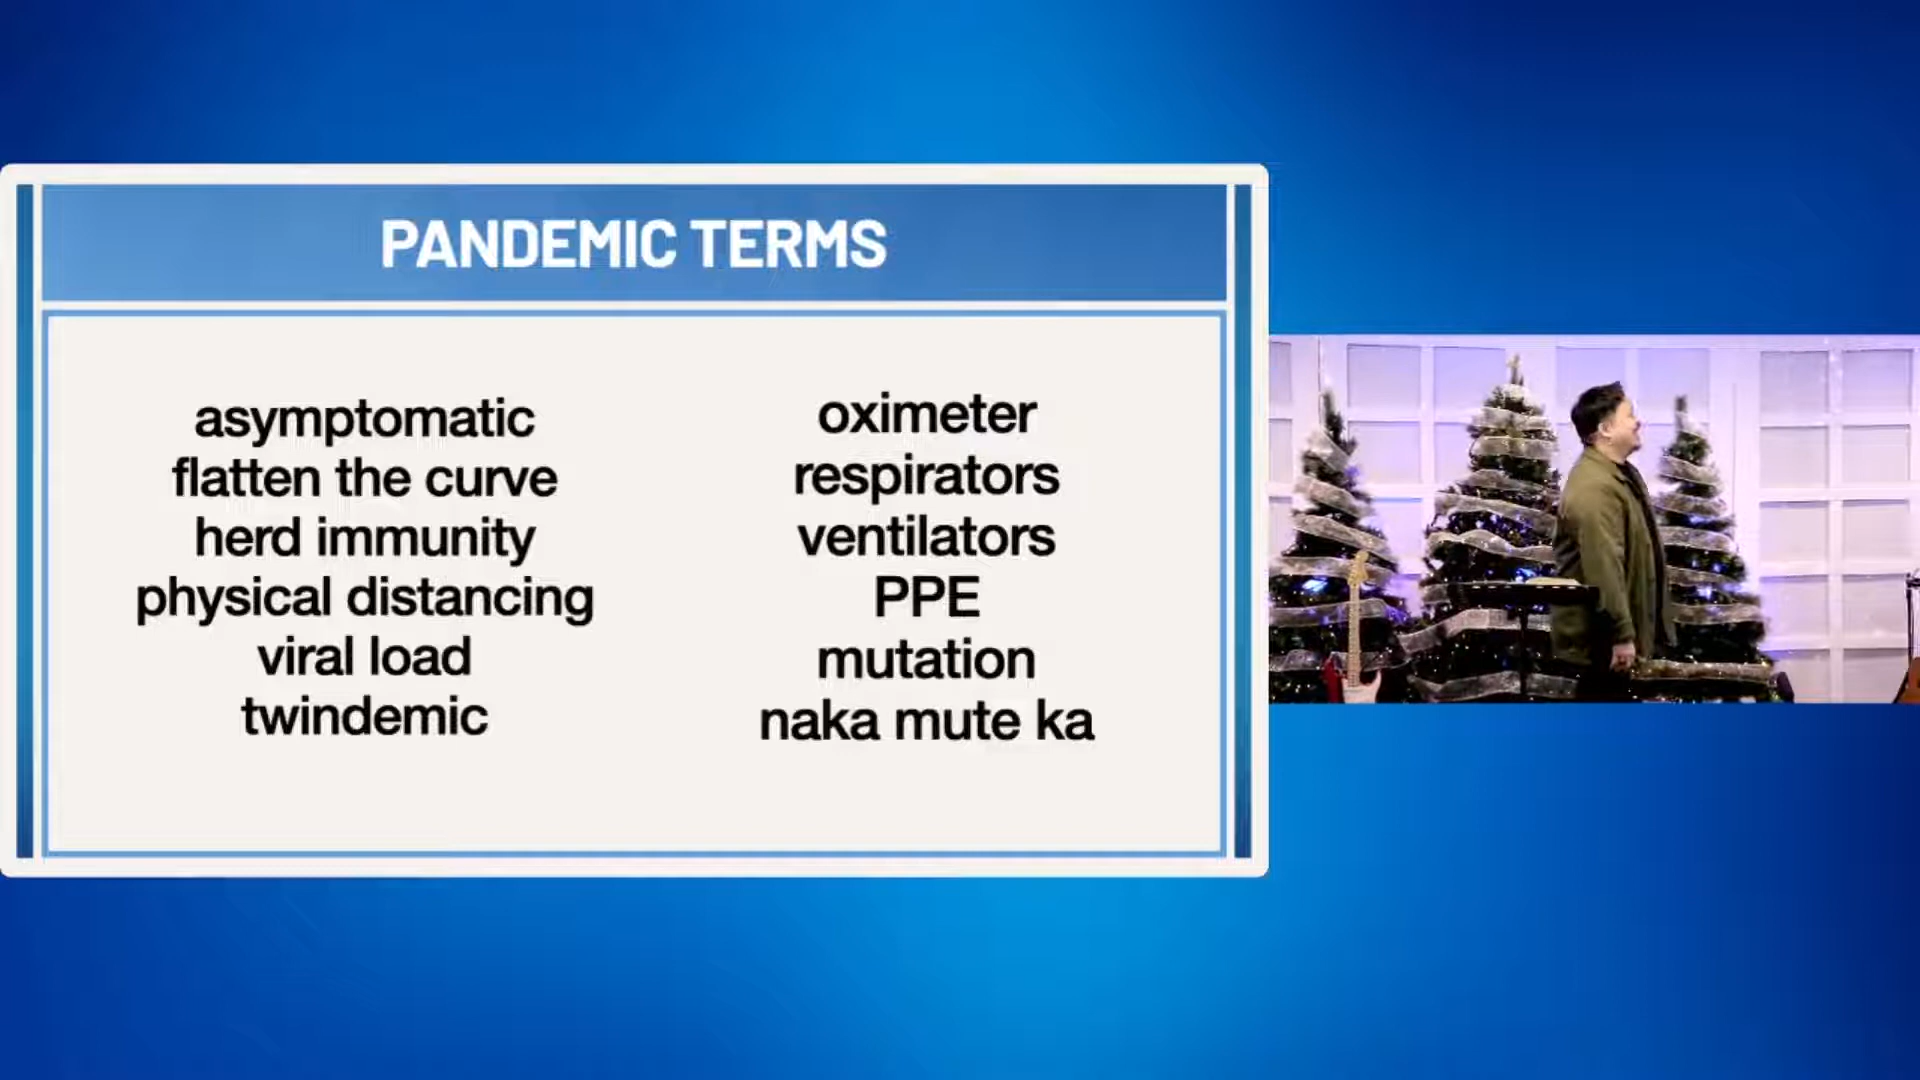 PANDEMIC TERMS
asymptomatic
flatten the curve
herd immunity
physical distancing
viral load
twindemic
oximeter
respirators
ventilators
PPE
mutation
naka mute ka